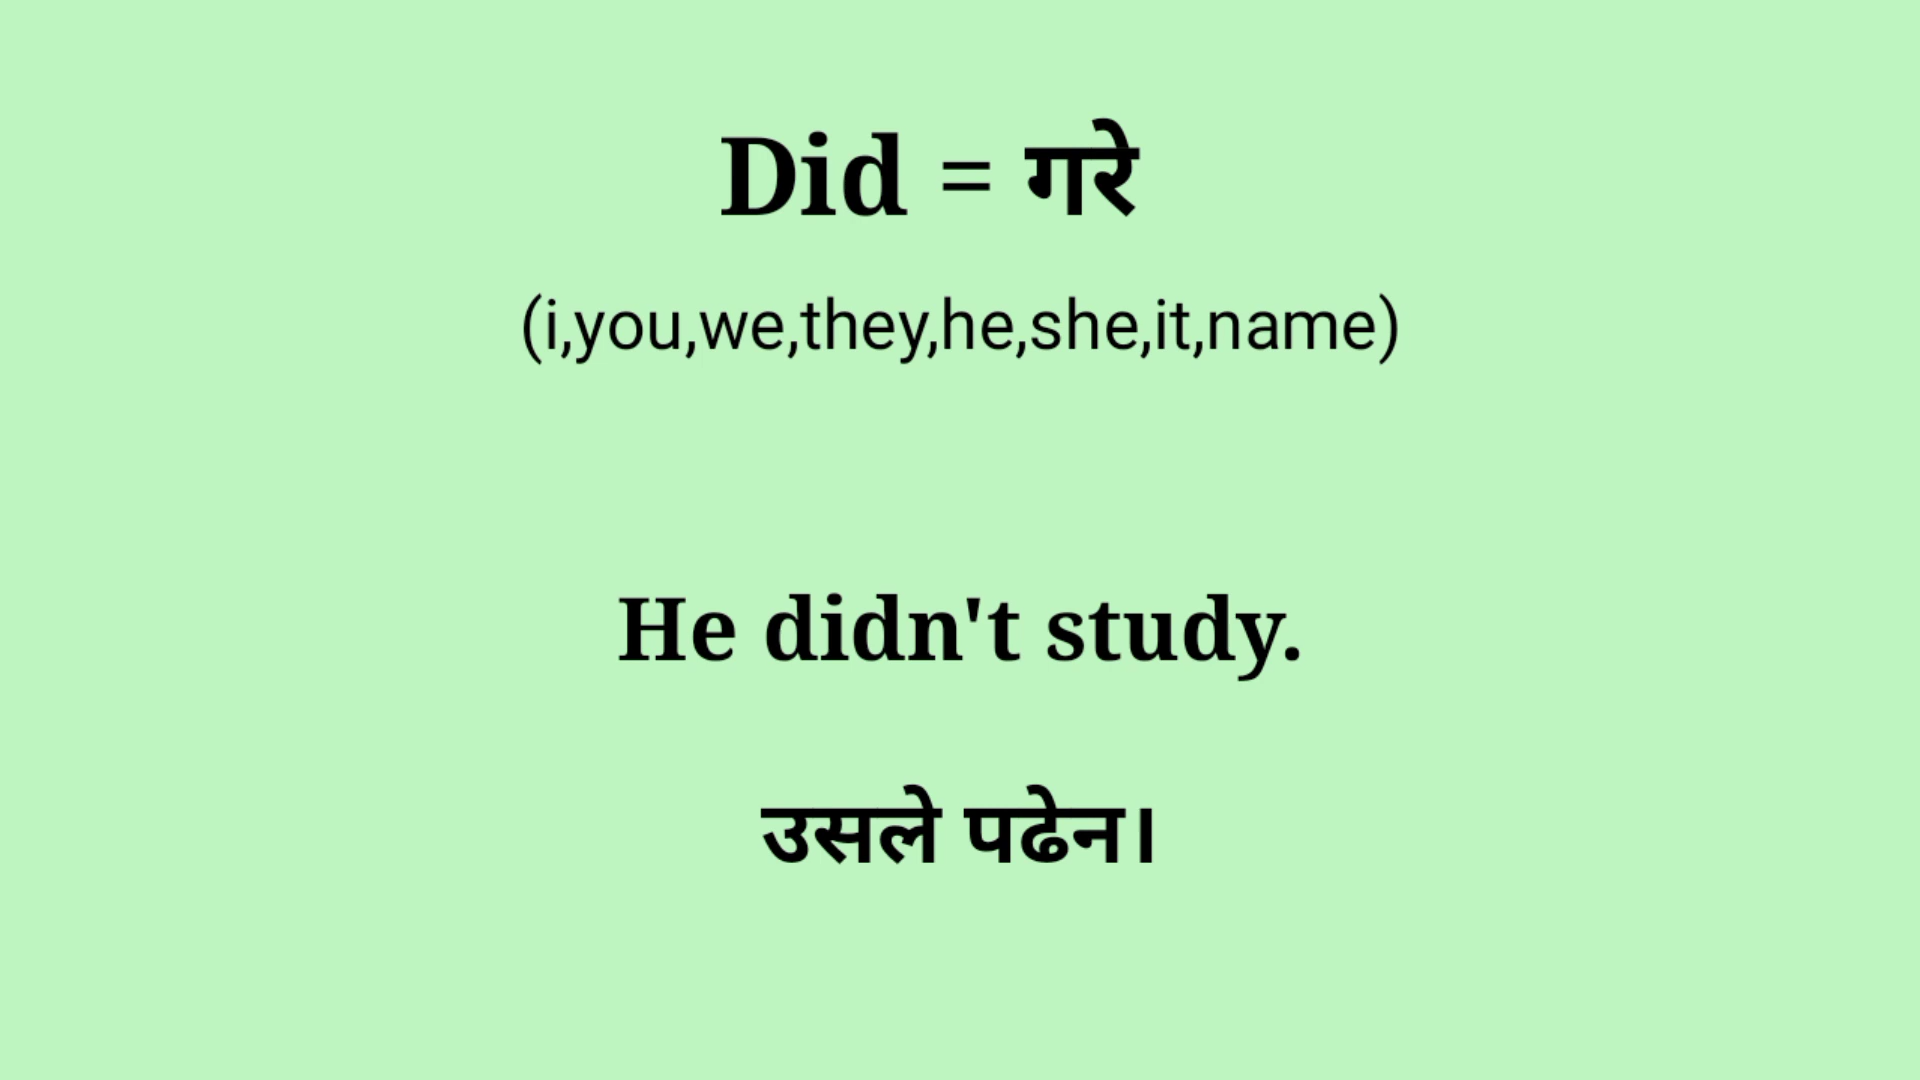 Did = गरे
(i,you,we,they,he,she,it,name)
He didn't study.
उसले पढेन।